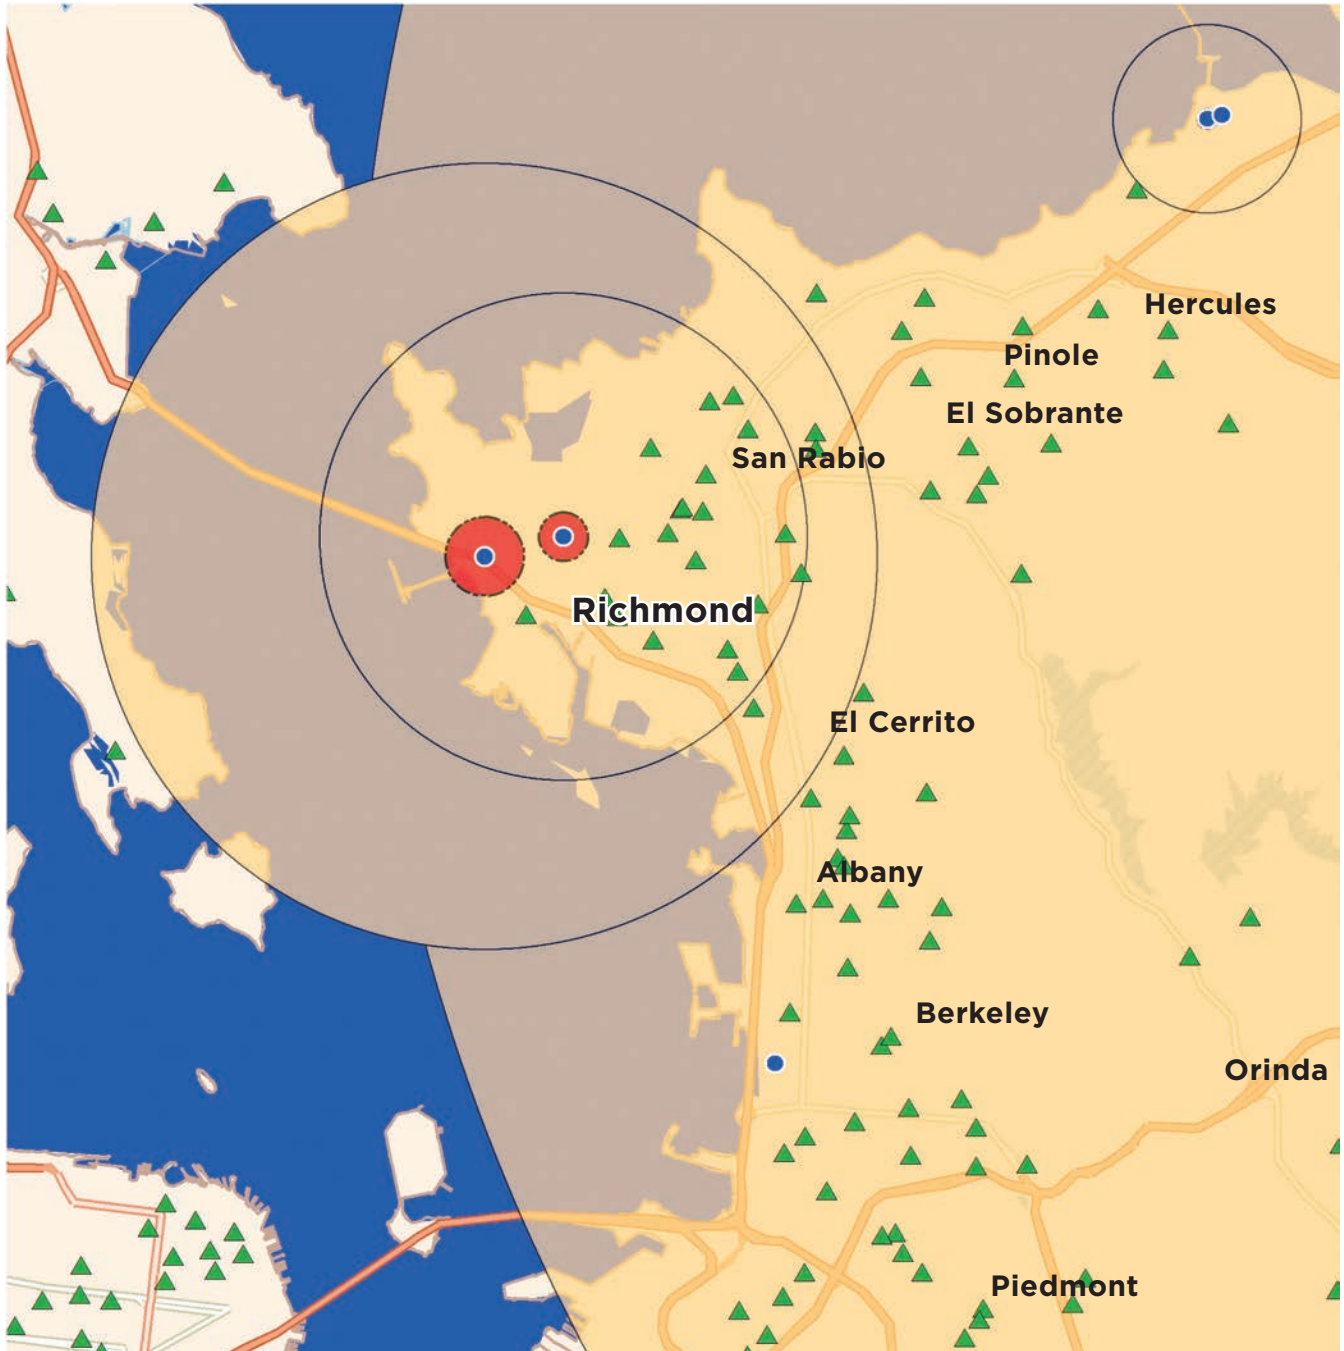 Hercules
Pinole
El Sobrante
San Rabio
Richmond
El Cerrito
Albany
Berkeley
Orinda
Piedmont